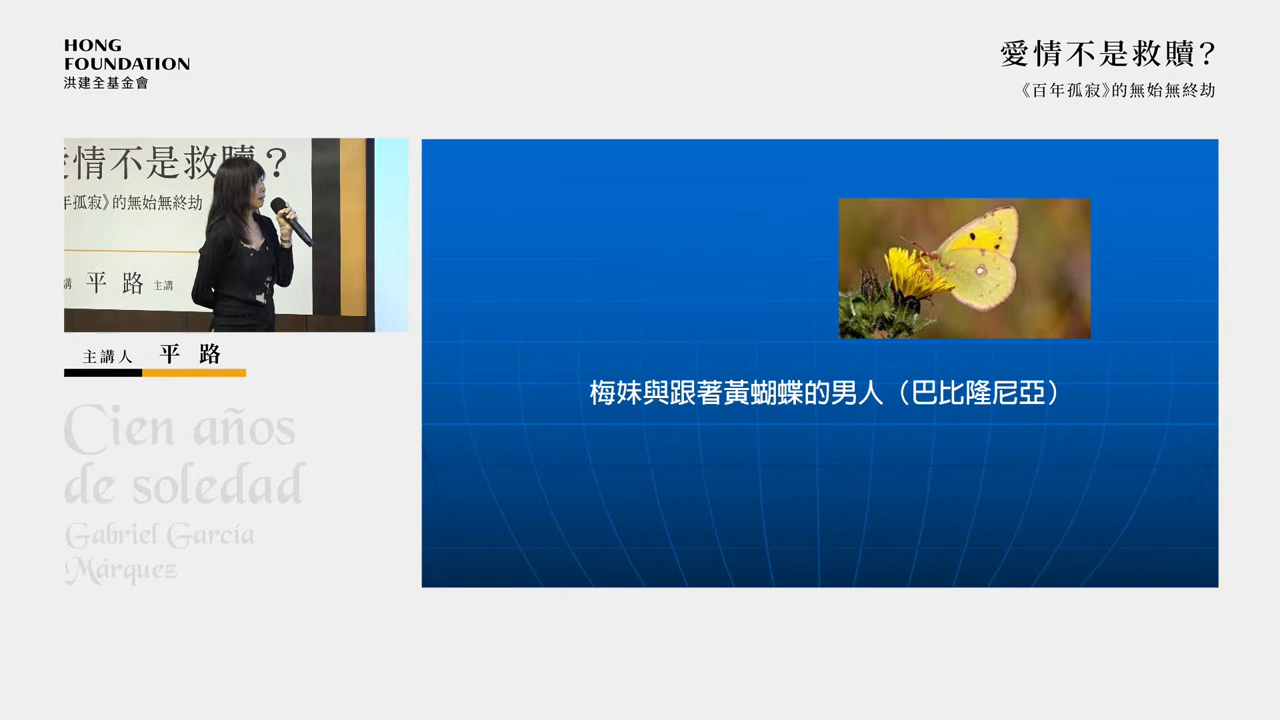 HONG
FOUNDATION
洪建全基金會
愛情不是救贖？
《百年孤寂》的無始無終劫
情不是救贖？
年孤寂》的無始無終劫
講 平路 主講
主講人 平路
Cien años
de soledad
Gabriel García
Márquez
梅妹與跟著黃蝴蝶的男人（巴比隆尼亞）